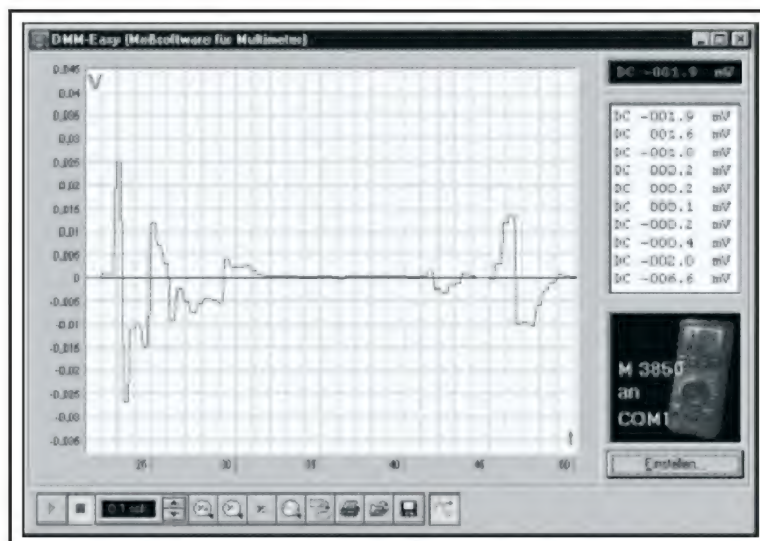 DMM-Easy (Meßsoftware für Multimeter)
V
0,045
0,04
0,035
0,03
0,025
0,02
0,015
0,01
0,005
0
-0,005
-0,01
-0,015
-0,02
-0,025
-0,03
-0,035
25 30 35 40 45 50
t
DC -001.9 mV
DC -001.9 mV
DC 001.6 mV
DC -001.0 mV
DC 000.2 mV
DC 000.2 mV
DC 000.1 mV
DC -000.2 mV
DC -000.4 mV
DC -002.0 mV
DC -006.6 mV
M 3850
an
COM1
Einstellen...